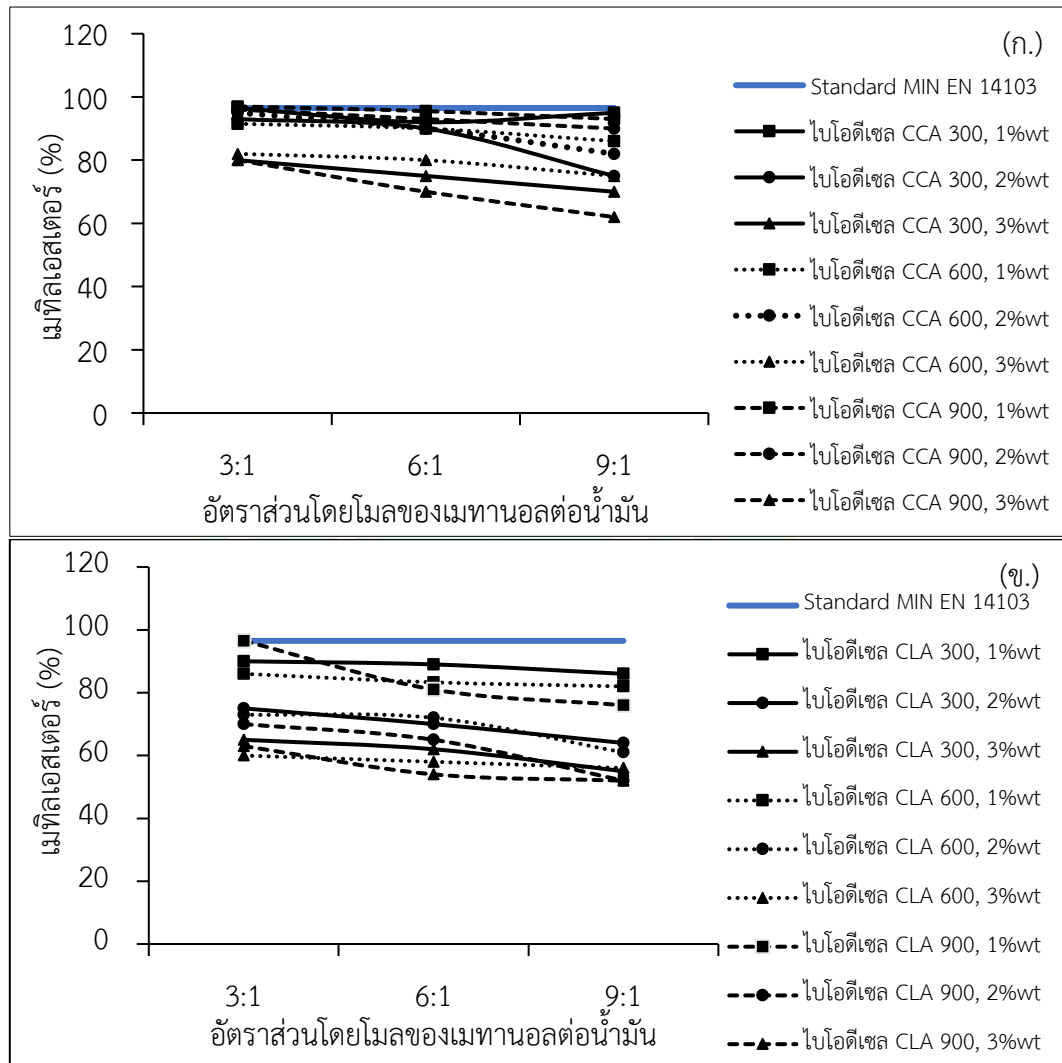 (ก.)
เมทิลเอสเตอร์ (%)
120
100
80
60
40
20
0
3:1 6:1 9:1
อัตราส่วนโดยโมลของเมทานอลต่อน้ำมัน
Standard MIN EN 14103
ไบโอดีเซล CCA 300, 1%wt
ไบโอดีเซล CCA 300, 2%wt
ไบโอดีเซล CCA 300, 3%wt
ไบโอดีเซล CCA 600, 1%wt
ไบโอดีเซล CCA 600, 2%wt
ไบโอดีเซล CCA 600, 3%wt
ไบโอดีเซล CCA 900, 1%wt
ไบโอดีเซล CCA 900, 2%wt
ไบโอดีเซล CCA 900, 3%wt
(ข.)
เมทิลเอสเตอร์ (%)
120
100
80
60
40
20
0
3:1 6:1 9:1
อัตราส่วนโดยโมลของเมทานอลต่อน้ำมัน
Standard MIN EN 14103
ไบโอดีเซล CLA 300, 1%wt
ไบโอดีเซล CLA 300, 2%wt
ไบโอดีเซล CLA 300, 3%wt
ไบโอดีเซล CLA 600, 1%wt
ไบโอดีเซล CLA 600, 2%wt
ไบโอดีเซล CLA 600, 3%wt
ไบโอดีเซล CLA 900, 1%wt
ไบโอดีเซล CLA 900, 2%wt
ไบโอดีเซล CLA 900, 3%wt